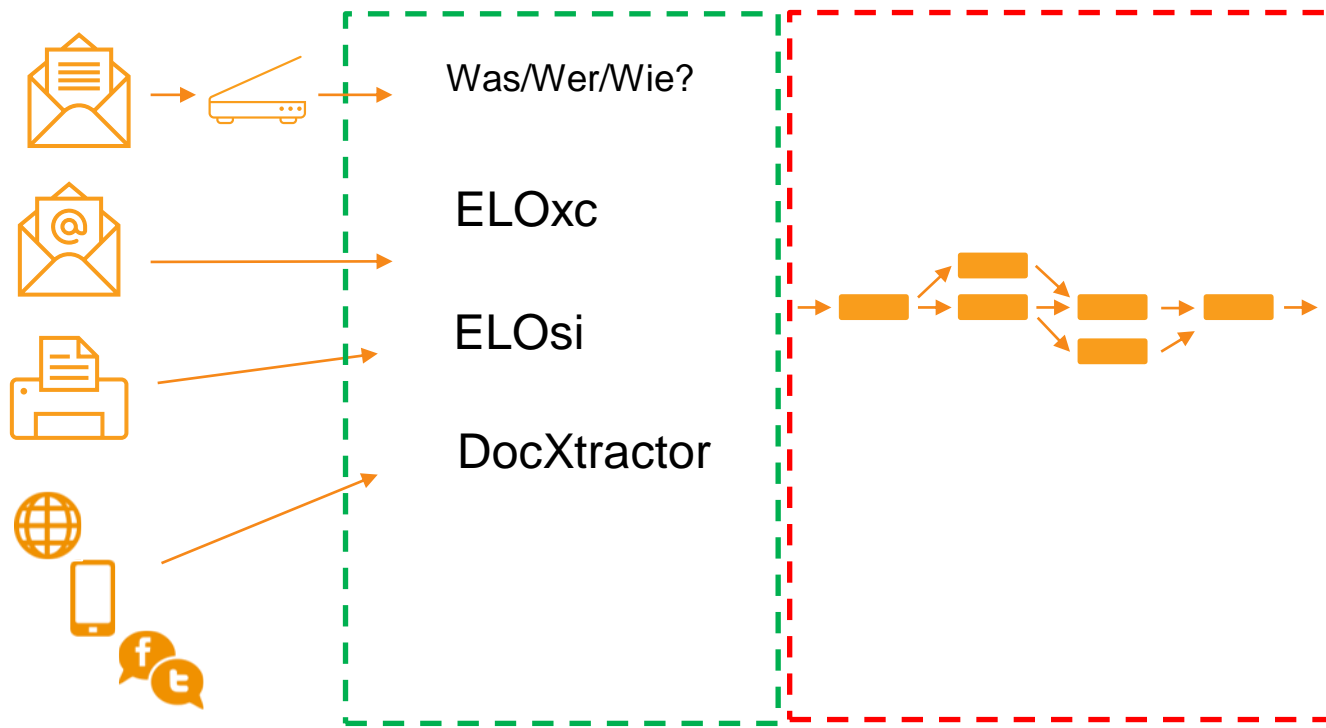 Was/Wer/Wie?
ELOxc
@
ELOsi
DocXtractor
f
t